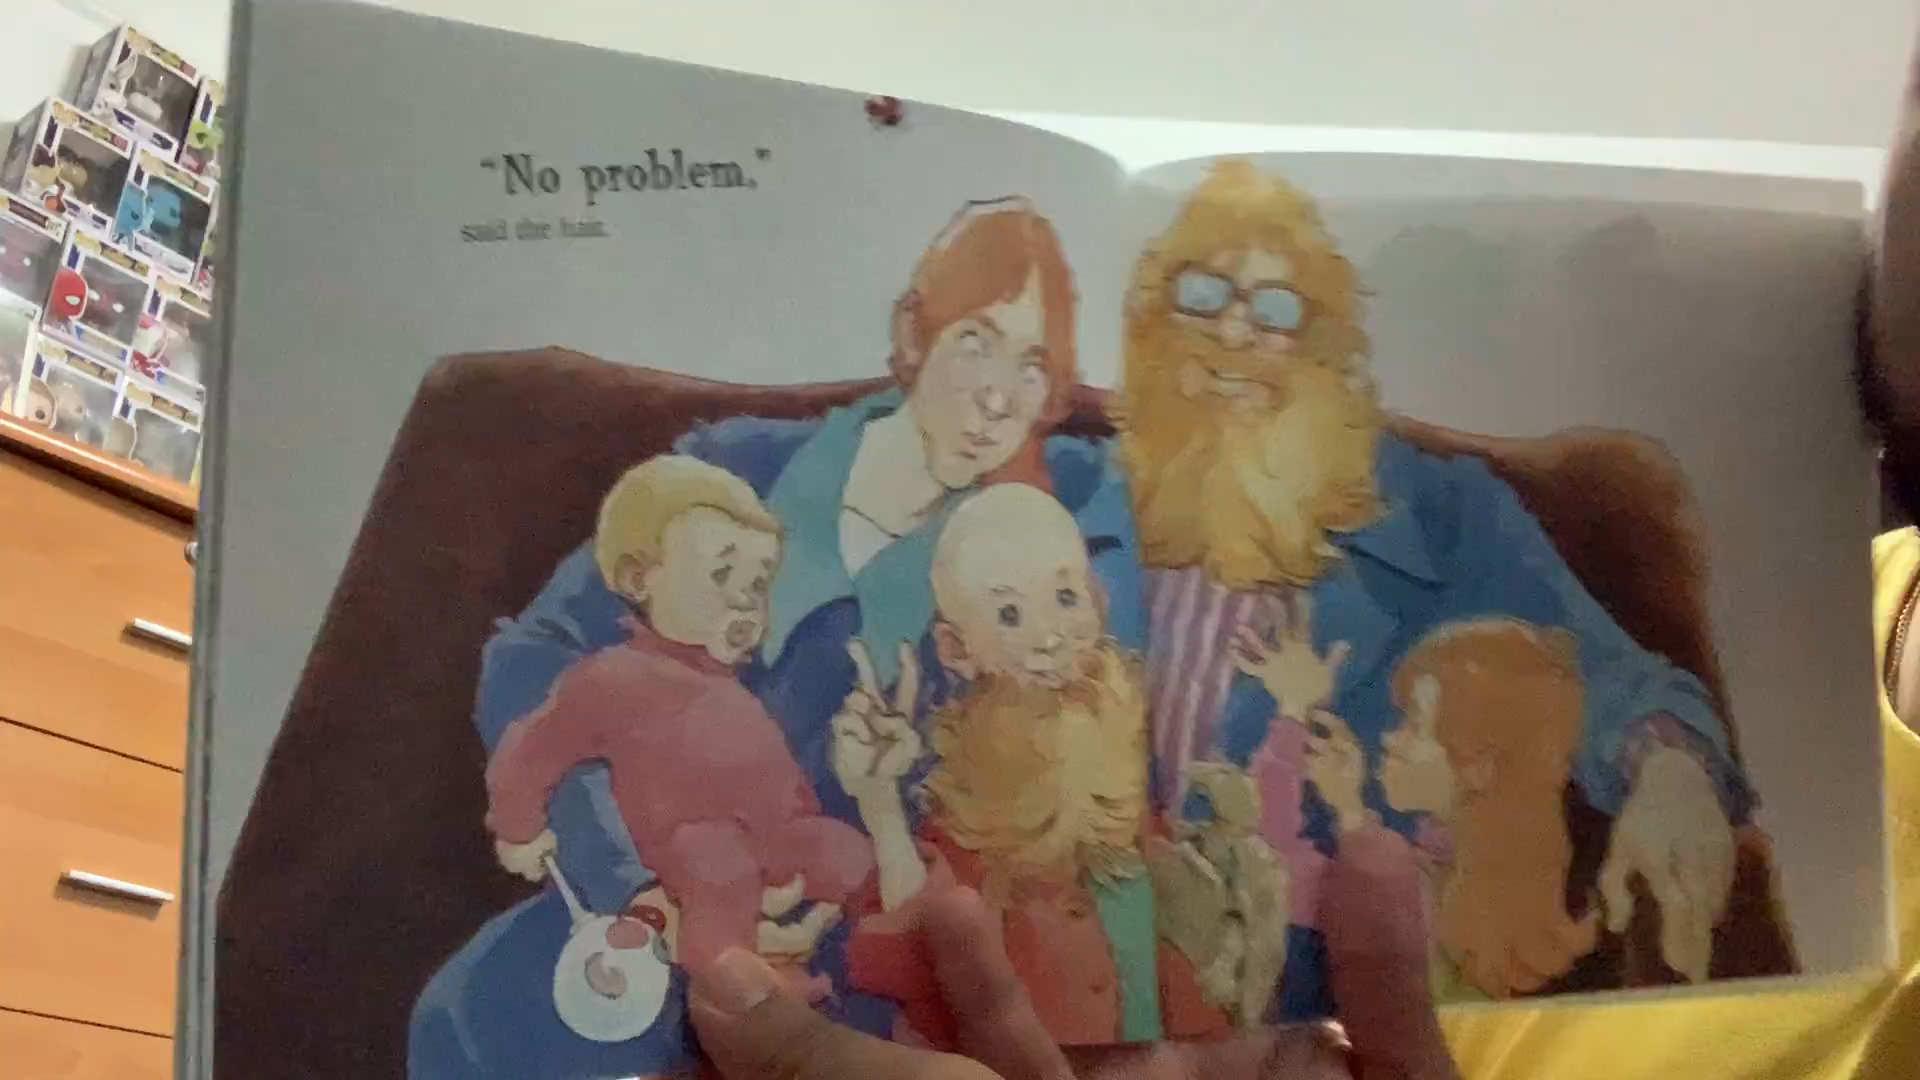 "No problem,"
said the hair.